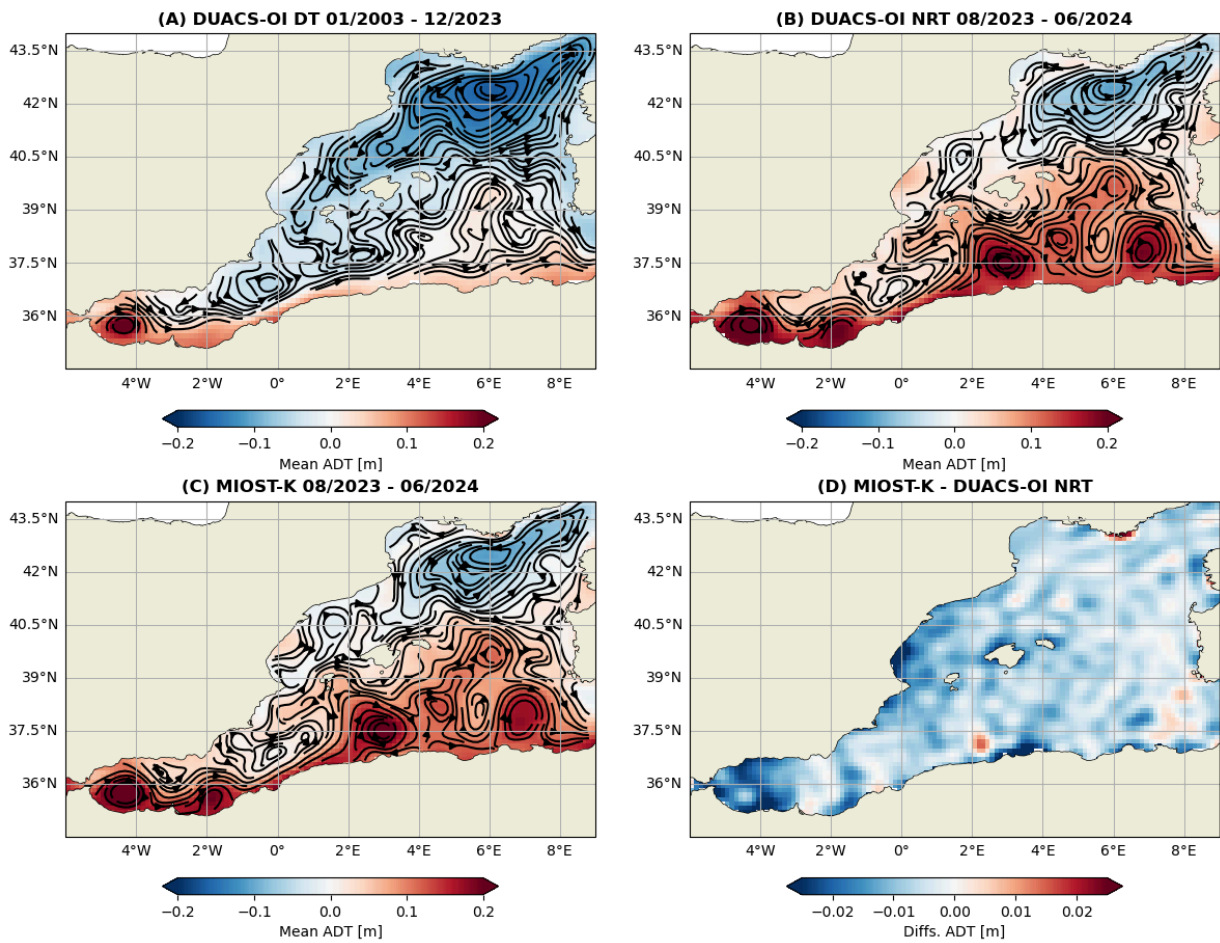 (A) DUACS-OI DT 01/2003 - 12/2023
43.5°N
42°N
40.5°N
39°N
37.5°N
36°N
4°W 2°W 0° 2°E 4°E 6°E 8°E
−0.2 −0.1 0.0 0.1 0.2
Mean ADT [m]
(B) DUACS-OI NRT 08/2023 - 06/2024
43.5°N
42°N
40.5°N
39°N
37.5°N
36°N
4°W 2°W 0° 2°E 4°E 6°E 8°E
−0.2 −0.1 0.0 0.1 0.2
Mean ADT [m]
(C) MIOST-K 08/2023 - 06/2024
43.5°N
42°N
40.5°N
39°N
37.5°N
36°N
4°W 2°W 0° 2°E 4°E 6°E 8°E
−0.2 −0.1 0.0 0.1 0.2
Mean ADT [m]
(D) MIOST-K - DUACS-OI NRT
43.5°N
42°N
40.5°N
39°N
37.5°N
36°N
4°W 2°W 0° 2°E 4°E 6°E 8°E
−0.02 −0.01 0.00 0.01 0.02
Diffs. ADT [m]